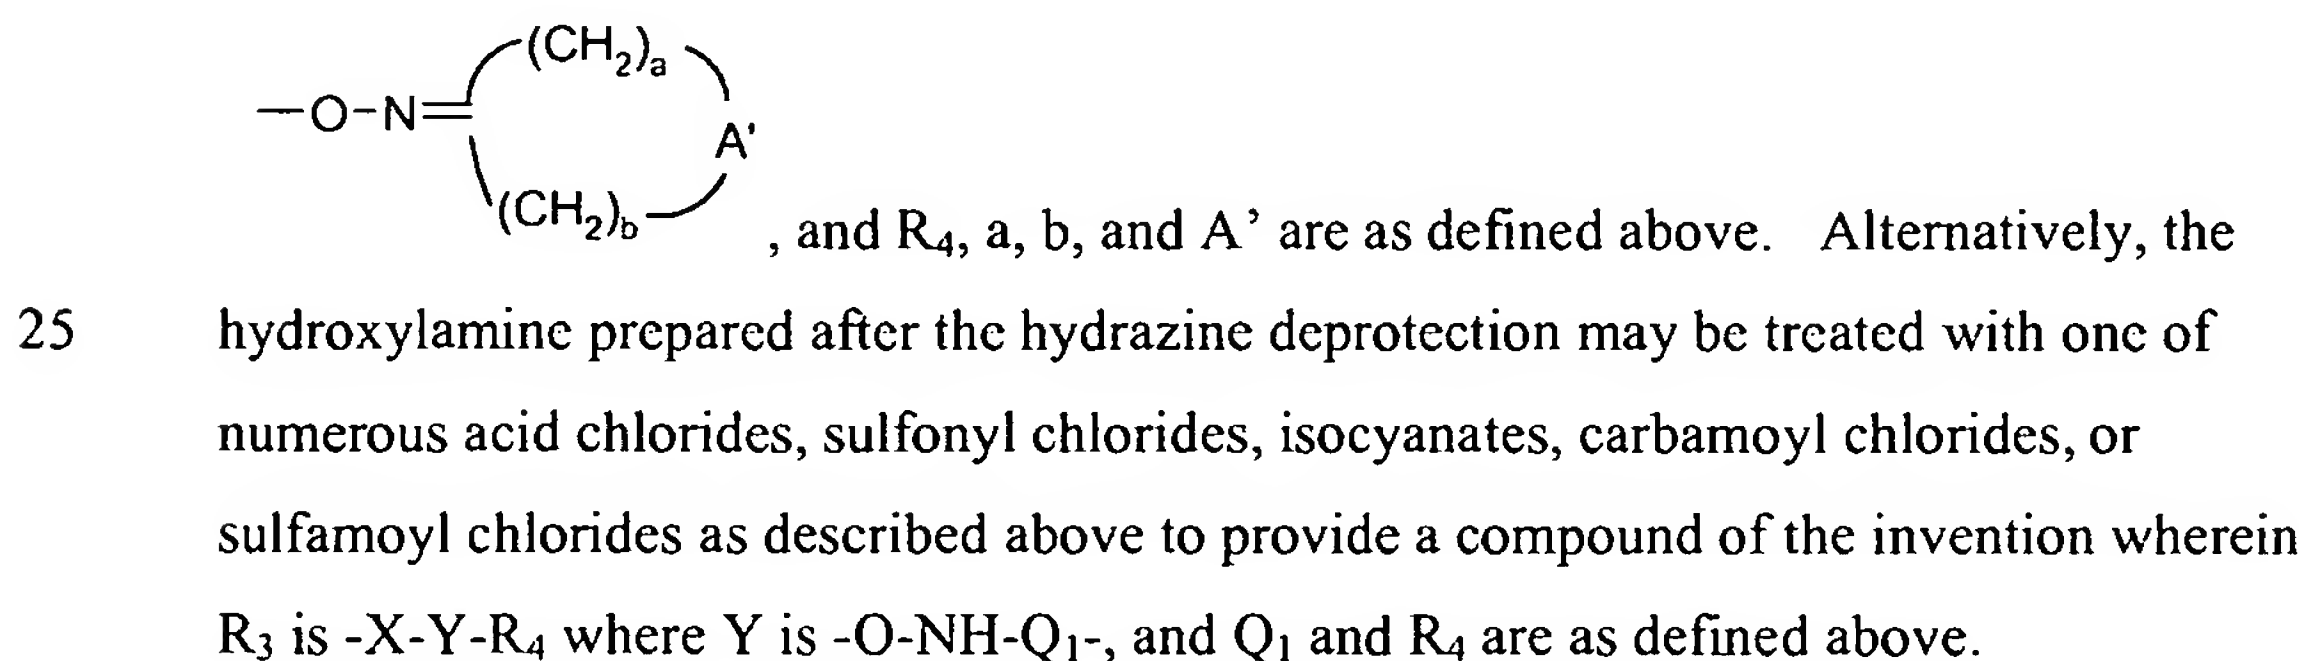 (CH₂)ₐ
—O-N=
A'
(CH₂)b
, and R₄, a, b, and A’ are as defined above. Alternatively, the
25 hydroxylamine prepared after the hydrazine deprotection may be treated with one of
numerous acid chlorides, sulfonyl chlorides, isocyanates, carbamoyl chlorides, or
sulfamoyl chlorides as described above to provide a compound of the invention wherein
R₃ is -X-Y-R₄ where Y is -O-NH-Q₁-, and Q₁ and R₄ are as defined above.